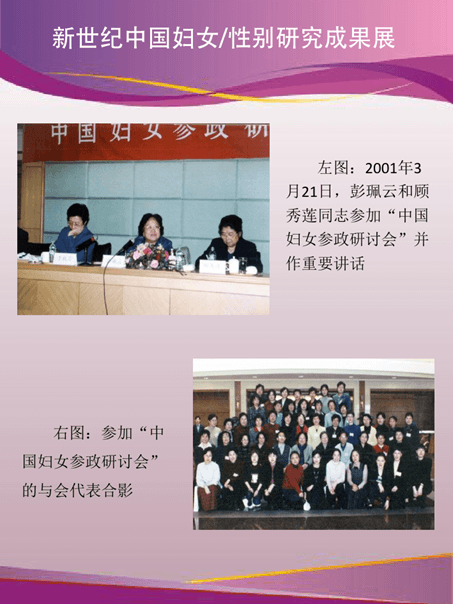 新世纪中国妇女/性别研究成果展
中国妇女参政研
左图：2001年3
月21日，彭珮云和顾
秀莲同志参加“中国
妇女参政研讨会”并
作重要讲话
右图：参加“中
国妇女参政研讨会”
的与会代表合影